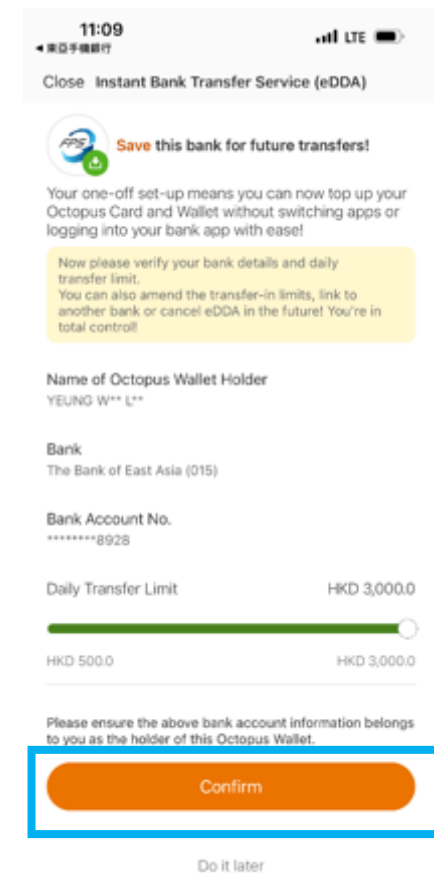 11:09
LTE
◀ 東亞手機銀行
Close Instant Bank Transfer Service (eDDA)
FPS
Save this bank for future transfers!
Your one-off set-up means you can now top up your
Octopus Card and Wallet without switching apps or
logging into your bank app with ease!
Now please verify your bank details and daily
transfer limit.
You can also amend the transfer-in limits, link to
another bank or cancel eDDA in the future! You're in
total control!
Name of Octopus Wallet Holder
YEUNG W** L**
Bank
The Bank of East Asia (015)
Bank Account No.
********8928
Daily Transfer Limit HKD 3,000.0
HKD 500.0 HKD 3,000.0
Please ensure the above bank account information belongs
to you as the holder of this Octopus Wallet.
Confirm
Do it later